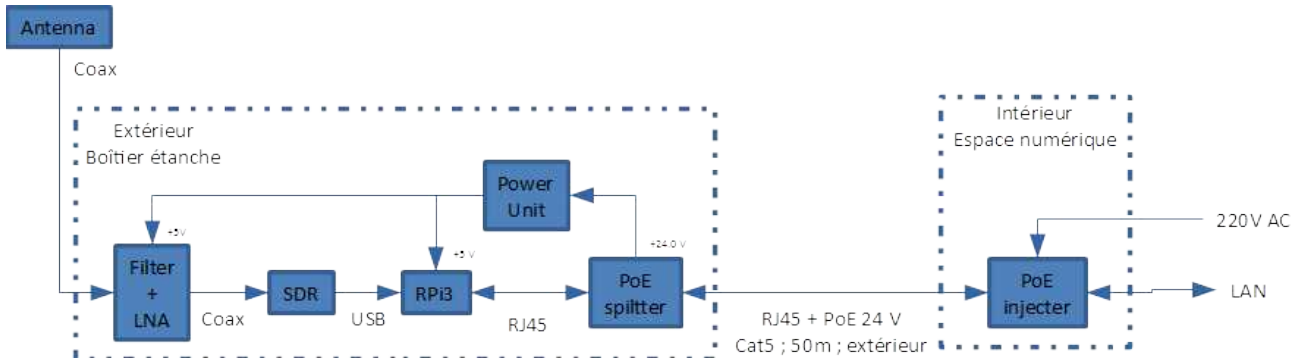 Antenna
Coax
Extérieur
Boîtier étanche
Intérieur
Espace numérique
Power
Unit
220V AC
+5v
+5 V
+24.0 V
Filter
+
LNA
SDR
RPi3
PoE
spiltter
PoE
injecter
LAN
Coax
USB
RJ45
RJ45 + PoE 24 V
Cat5 ; 50m ; extérieur